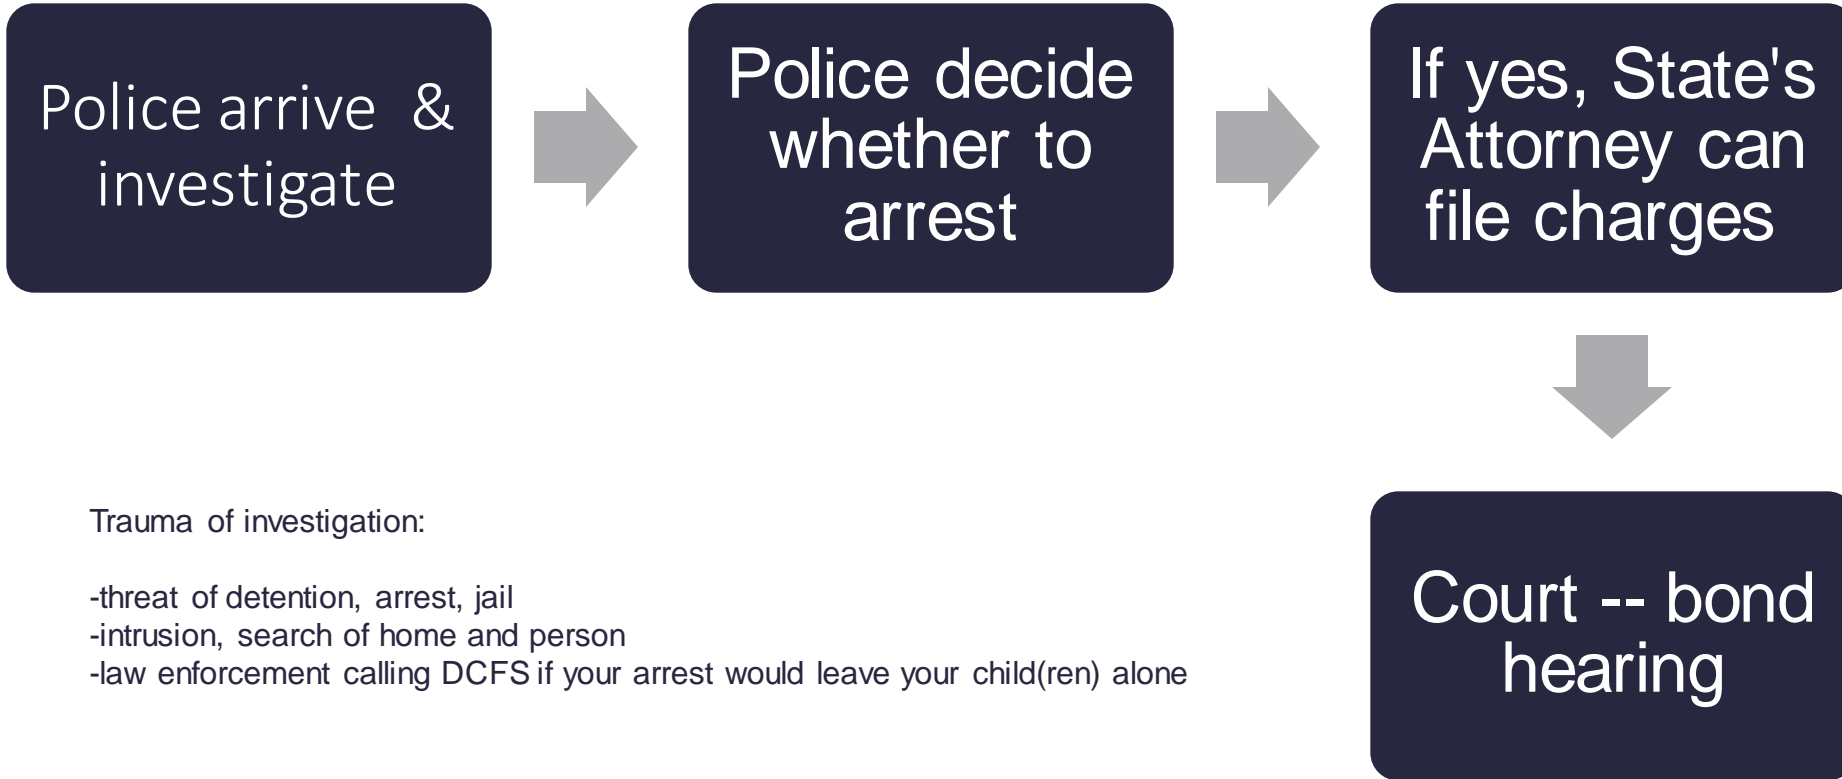 Police arrive &
investigate
Police decide
whether to
arrest
If yes, State's
Attorney can
file charges
Court -- bond
hearing
Trauma of investigation:
-threat of detention, arrest, jail
-intrusion, search of home and person
-law enforcement calling DCFS if your arrest would leave your child(ren) alone